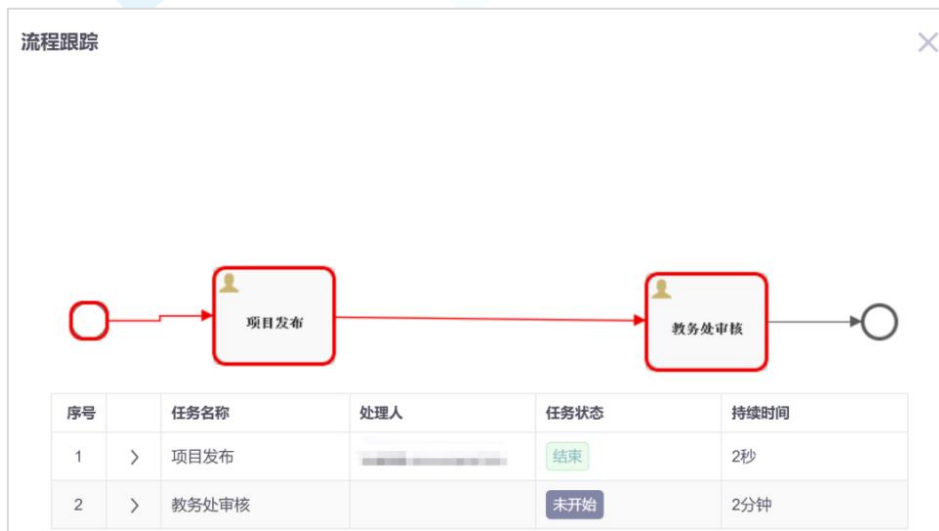 流程跟踪
项目发布
教务处审核
序号 任务名称 处理人 任务状态 持续时间
1 项目发布 结束 2秒
2 教务处审核 未开始 2分钟